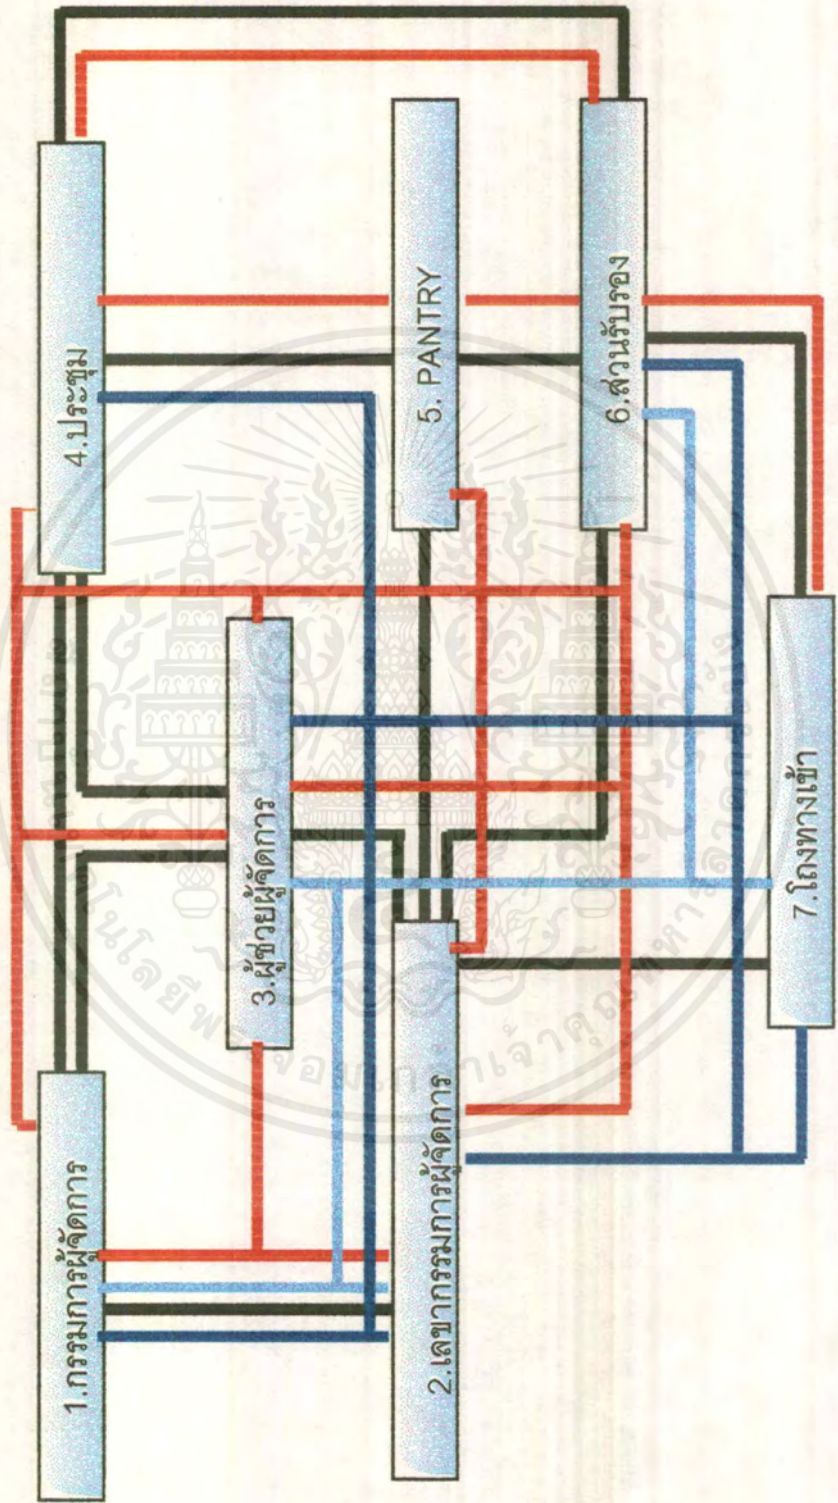 1.กรรมการผู้จัดการ
2.เลขากรรมการผู้จัดการ
3.ผู้ช่วยผู้จัดการ
4.ประชุม
5. PANTRY
6.ส่วนรับรอง
7.โถงทางเข้า